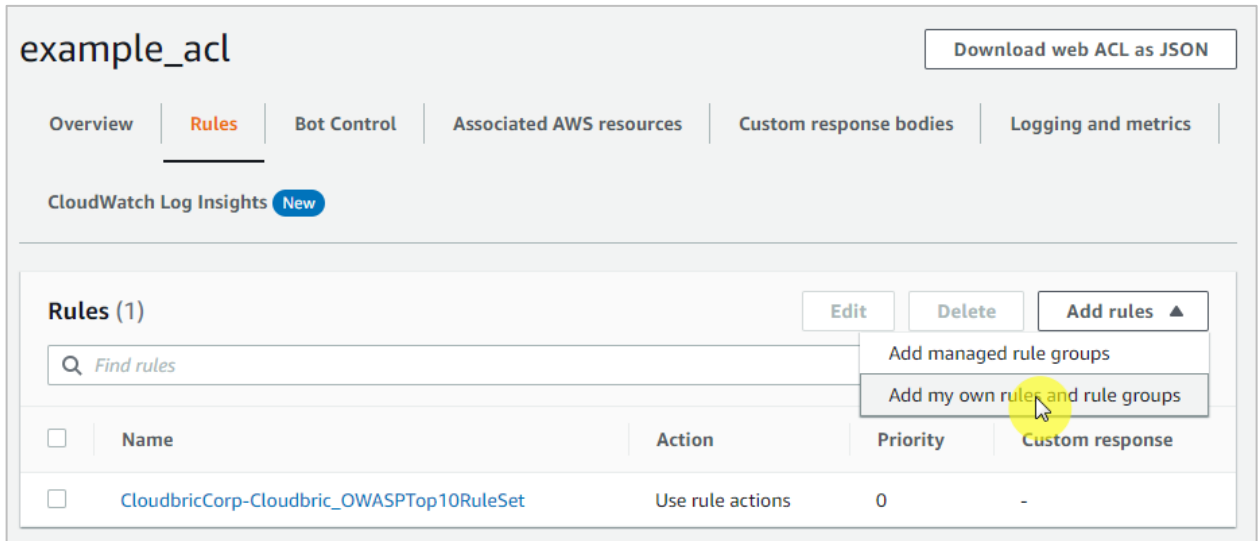 example_acl
Download web ACL as JSON
Overview
Rules
Bot Control
Associated AWS resources
Custom response bodies
Logging and metrics
CloudWatch Log Insights New
Rules (1)
Edit
Delete
Add rules
Find rules
Add managed rule groups
Add my own rules and rule groups
Name
Action
Priority
Custom response
CloudbricCorp-Cloudbric_OWASPTop10RuleSet
Use rule actions
0
-